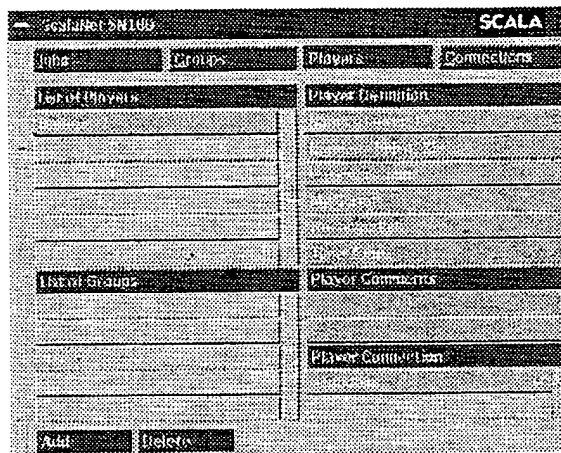 ScalaNet SN100 SCALA
Jobs Groups Players Connections
List of Players Player Definition
List of Groups Player Commands
Player Connection
Add Delete